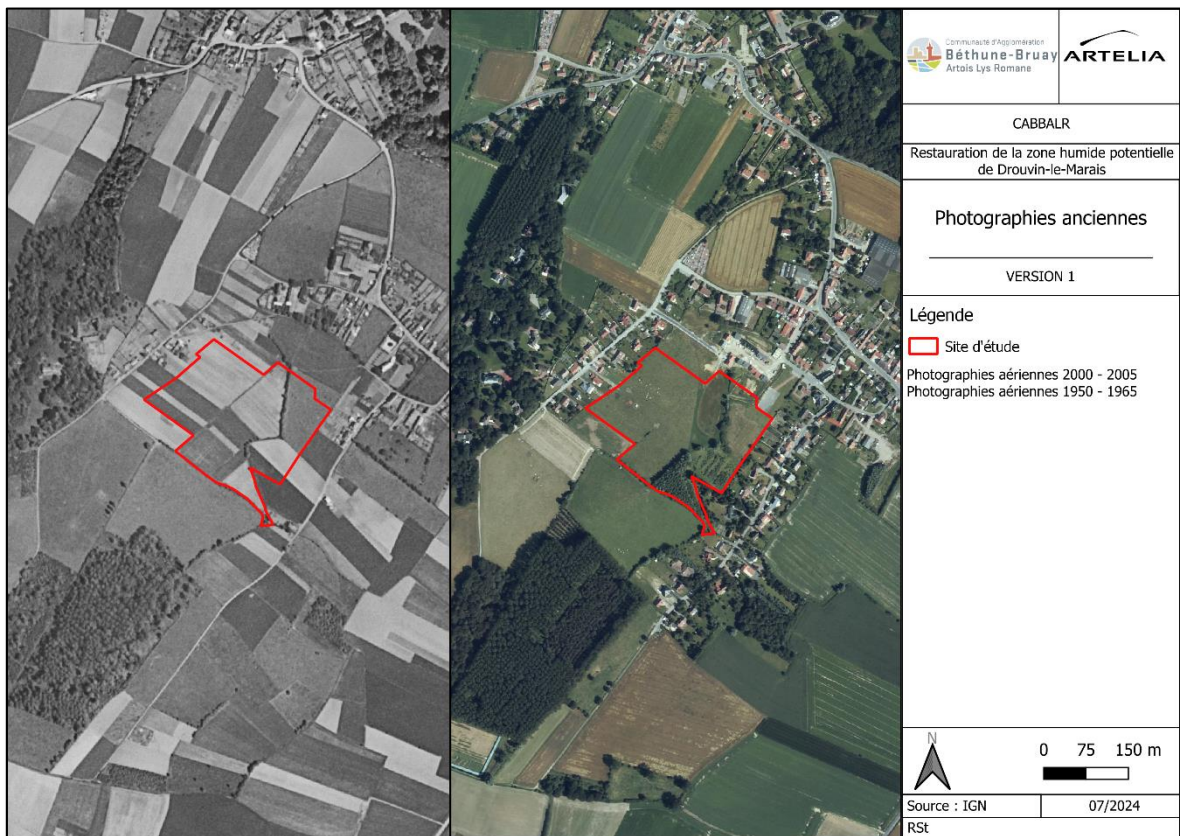 Communauté d'Agglomération
Béthune-Bruay
Artois Lys Romane
ARTELIA
CABBALR
Restauration de la zone humide potentielle
de Drouvin-le-Marais
Photographies anciennes
VERSION 1
Légende
Site d'étude
Photographies aériennes 2000 - 2005
Photographies aériennes 1950 - 1965
N
0 75 150 m
Source : IGN
07/2024
RSt